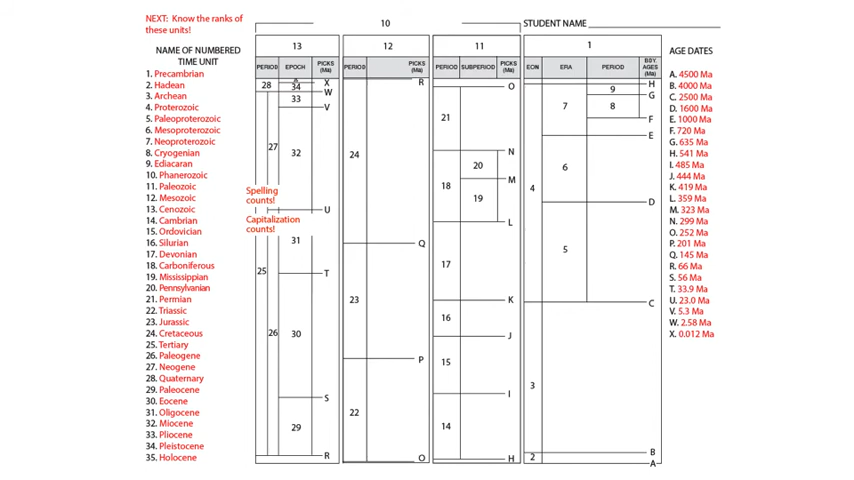 NEXT: Know the ranks of
these units!
10
STUDENT NAME
NAME OF NUMBERED
TIME UNIT
1. Precambrian
2. Hadean
3. Archean
4. Proterozoic
5. Paleoproterozoic
6. Mesoproterozoic
7. Neoproterozoic
8. Cryogenian
9. Ediacaran
10. Phanerozoic
11. Paleozoic
12. Mesozoic
13. Cenozoic
14. Cambrian
15. Ordovician
16. Silurian
17. Devonian
18. Carboniferous
19. Mississippian
20. Pennsylvanian
21. Permian
22. Triassic
23. Jurassic
24. Cretaceous
25. Tertiary
26. Paleogene
27. Neogene
28. Quaternary
29. Paleocene
30. Eocene
31. Oligocene
32. Miocene
33. Pliocene
34. Pleistocene
35. Holocene
13
PERIOD EPOCH PICKS (Ma)
X
28 34 W
33
V
27 32
Spelling
counts!
U
Capitalization
counts!
31
25 T
26 30
S
29
R
12
PERIOD PICKS (Ma)
R
24
Q
23
P
22
O
11
PERIOD SUBPERIOD PICKS (Ma)
O
21
N
20
18 M
19
L
17
K
16
J
15
I
14
H
1
EON ERA PERIOD BDY. AGES (Ma)
H
9 G
7 8
F
E
6
4 D
5
C
3
B
2 A
AGE DATES
A. 4500 Ma
B. 4000 Ma
C. 2500 Ma
D. 1600 Ma
E. 1000 Ma
F. 720 Ma
G. 635 Ma
H. 541 Ma
I. 485 Ma
J. 444 Ma
K. 419 Ma
L. 359 Ma
M. 323 Ma
N. 299 Ma
O. 252 Ma
P. 201 Ma
Q. 145 Ma
R. 66 Ma
S. 56 Ma
T. 33.9 Ma
U. 23.0 Ma
V. 5.3 Ma
W. 2.58 Ma
X. 0.012 Ma